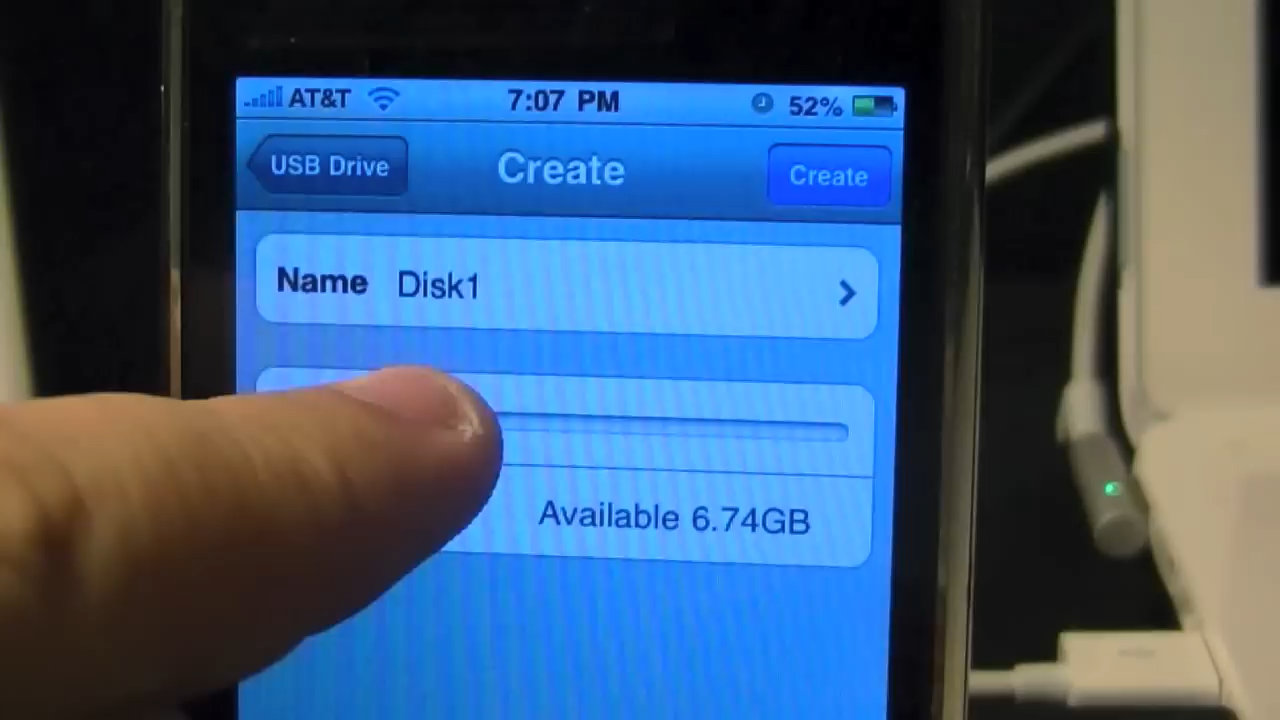 AT&T 7:07 PM 52%
USB Drive Create Create
Name Disk1
Available 6.74GB